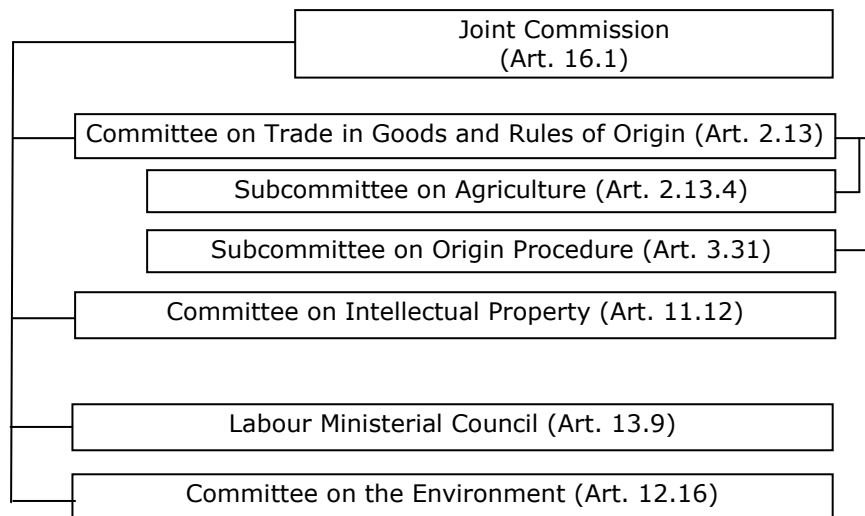 Joint Commission
(Art. 16.1)
Committee on Trade in Goods and Rules of Origin (Art. 2.13)
Subcommittee on Agriculture (Art. 2.13.4)
Subcommittee on Origin Procedure (Art. 3.31)
Committee on Intellectual Property (Art. 11.12)
Labour Ministerial Council (Art. 13.9)
Committee on the Environment (Art. 12.16)